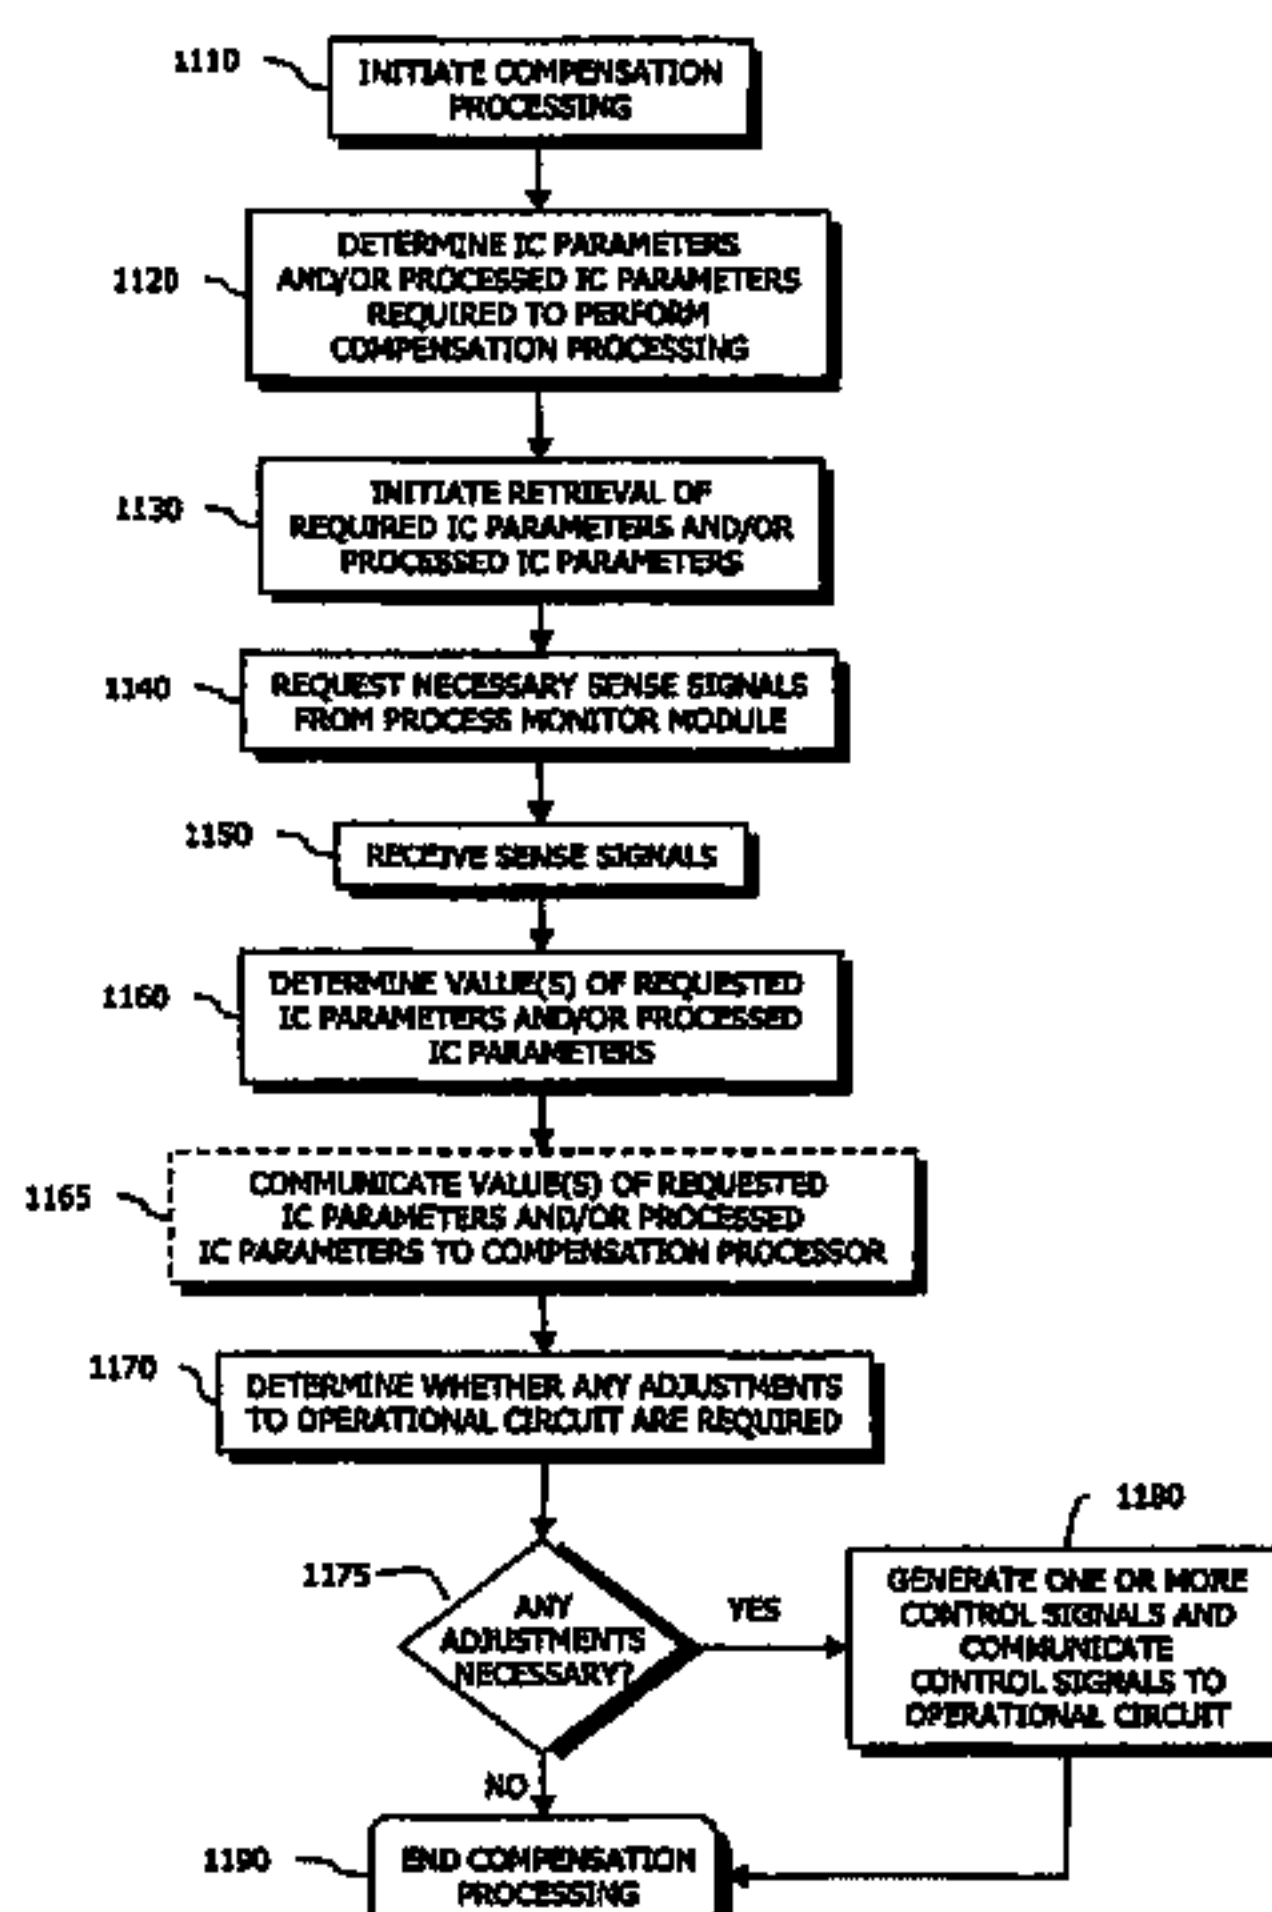 1110
INITIATE COMPENSATION
PROCESSING
1120
DETERMINE IC PARAMETERS
AND/OR PROCESSED IC PARAMETERS
REQUIRED TO PERFORM
COMPENSATION PROCESSING
1130
INITIATE RETRIEVAL OF
REQUIRED IC PARAMETERS AND/OR
PROCESSED IC PARAMETERS
1140
REQUEST NECESSARY SENSE SIGNALS
FROM PROCESS MONITOR MODULE
1150
RECEIVE SENSE SIGNALS
1160
DETERMINE VALUE(S) OF REQUESTED
IC PARAMETERS AND/OR PROCESSED
IC PARAMETERS
1165
COMMUNICATE VALUE(S) OF REQUESTED
IC PARAMETERS AND/OR PROCESSED
IC PARAMETERS TO COMPENSATION PROCESSOR
1170
DETERMINE WHETHER ANY ADJUSTMENTS
TO OPERATIONAL CIRCUIT ARE REQUIRED
1175
ANY
ADJUSTMENTS
NECESSARY?
YES
1180
GENERATE ONE OR MORE
CONTROL SIGNALS AND
COMMUNICATE
CONTROL SIGNALS TO
OPERATIONAL CIRCUIT
NO
1190
END COMPENSATION
PROCESSING